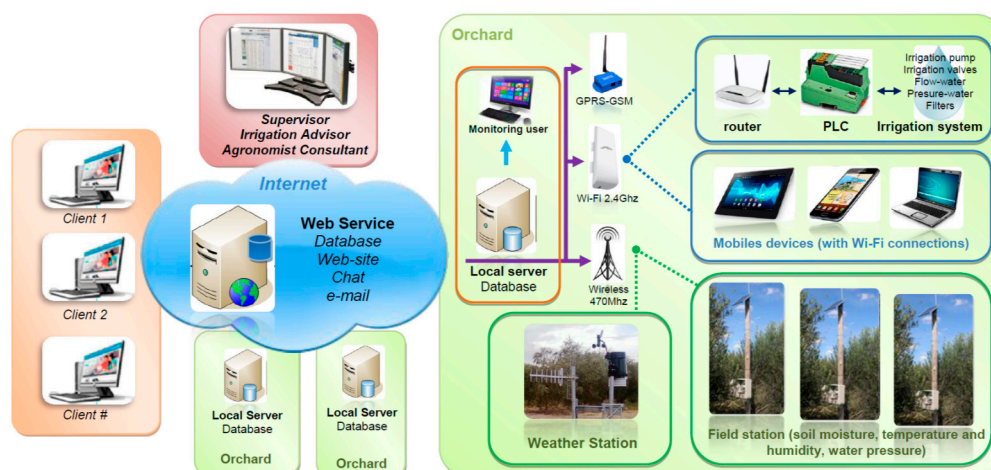 Supervisor
Irrigation Advisor
Agronomist Consultant
Client 1
Client 2
Client #
Internet
Web Service
Database
Web-site
Chat
e-mail
Local Server
Database
Orchard
Local Server
Database
Orchard
Orchard
Monitoring user
Local server
Database
GPRS-GSM
Wi-Fi 2.4Ghz
Wireless
470Mhz
router
PLC
Irrigation pump
Irrigation valves
Flow-water
Presure-water
Filters
Irrigation system
Mobiles devices (with Wi-Fi connections)
Weather Station
Field station (soil moisture, temperature and
humidity, water pressure)